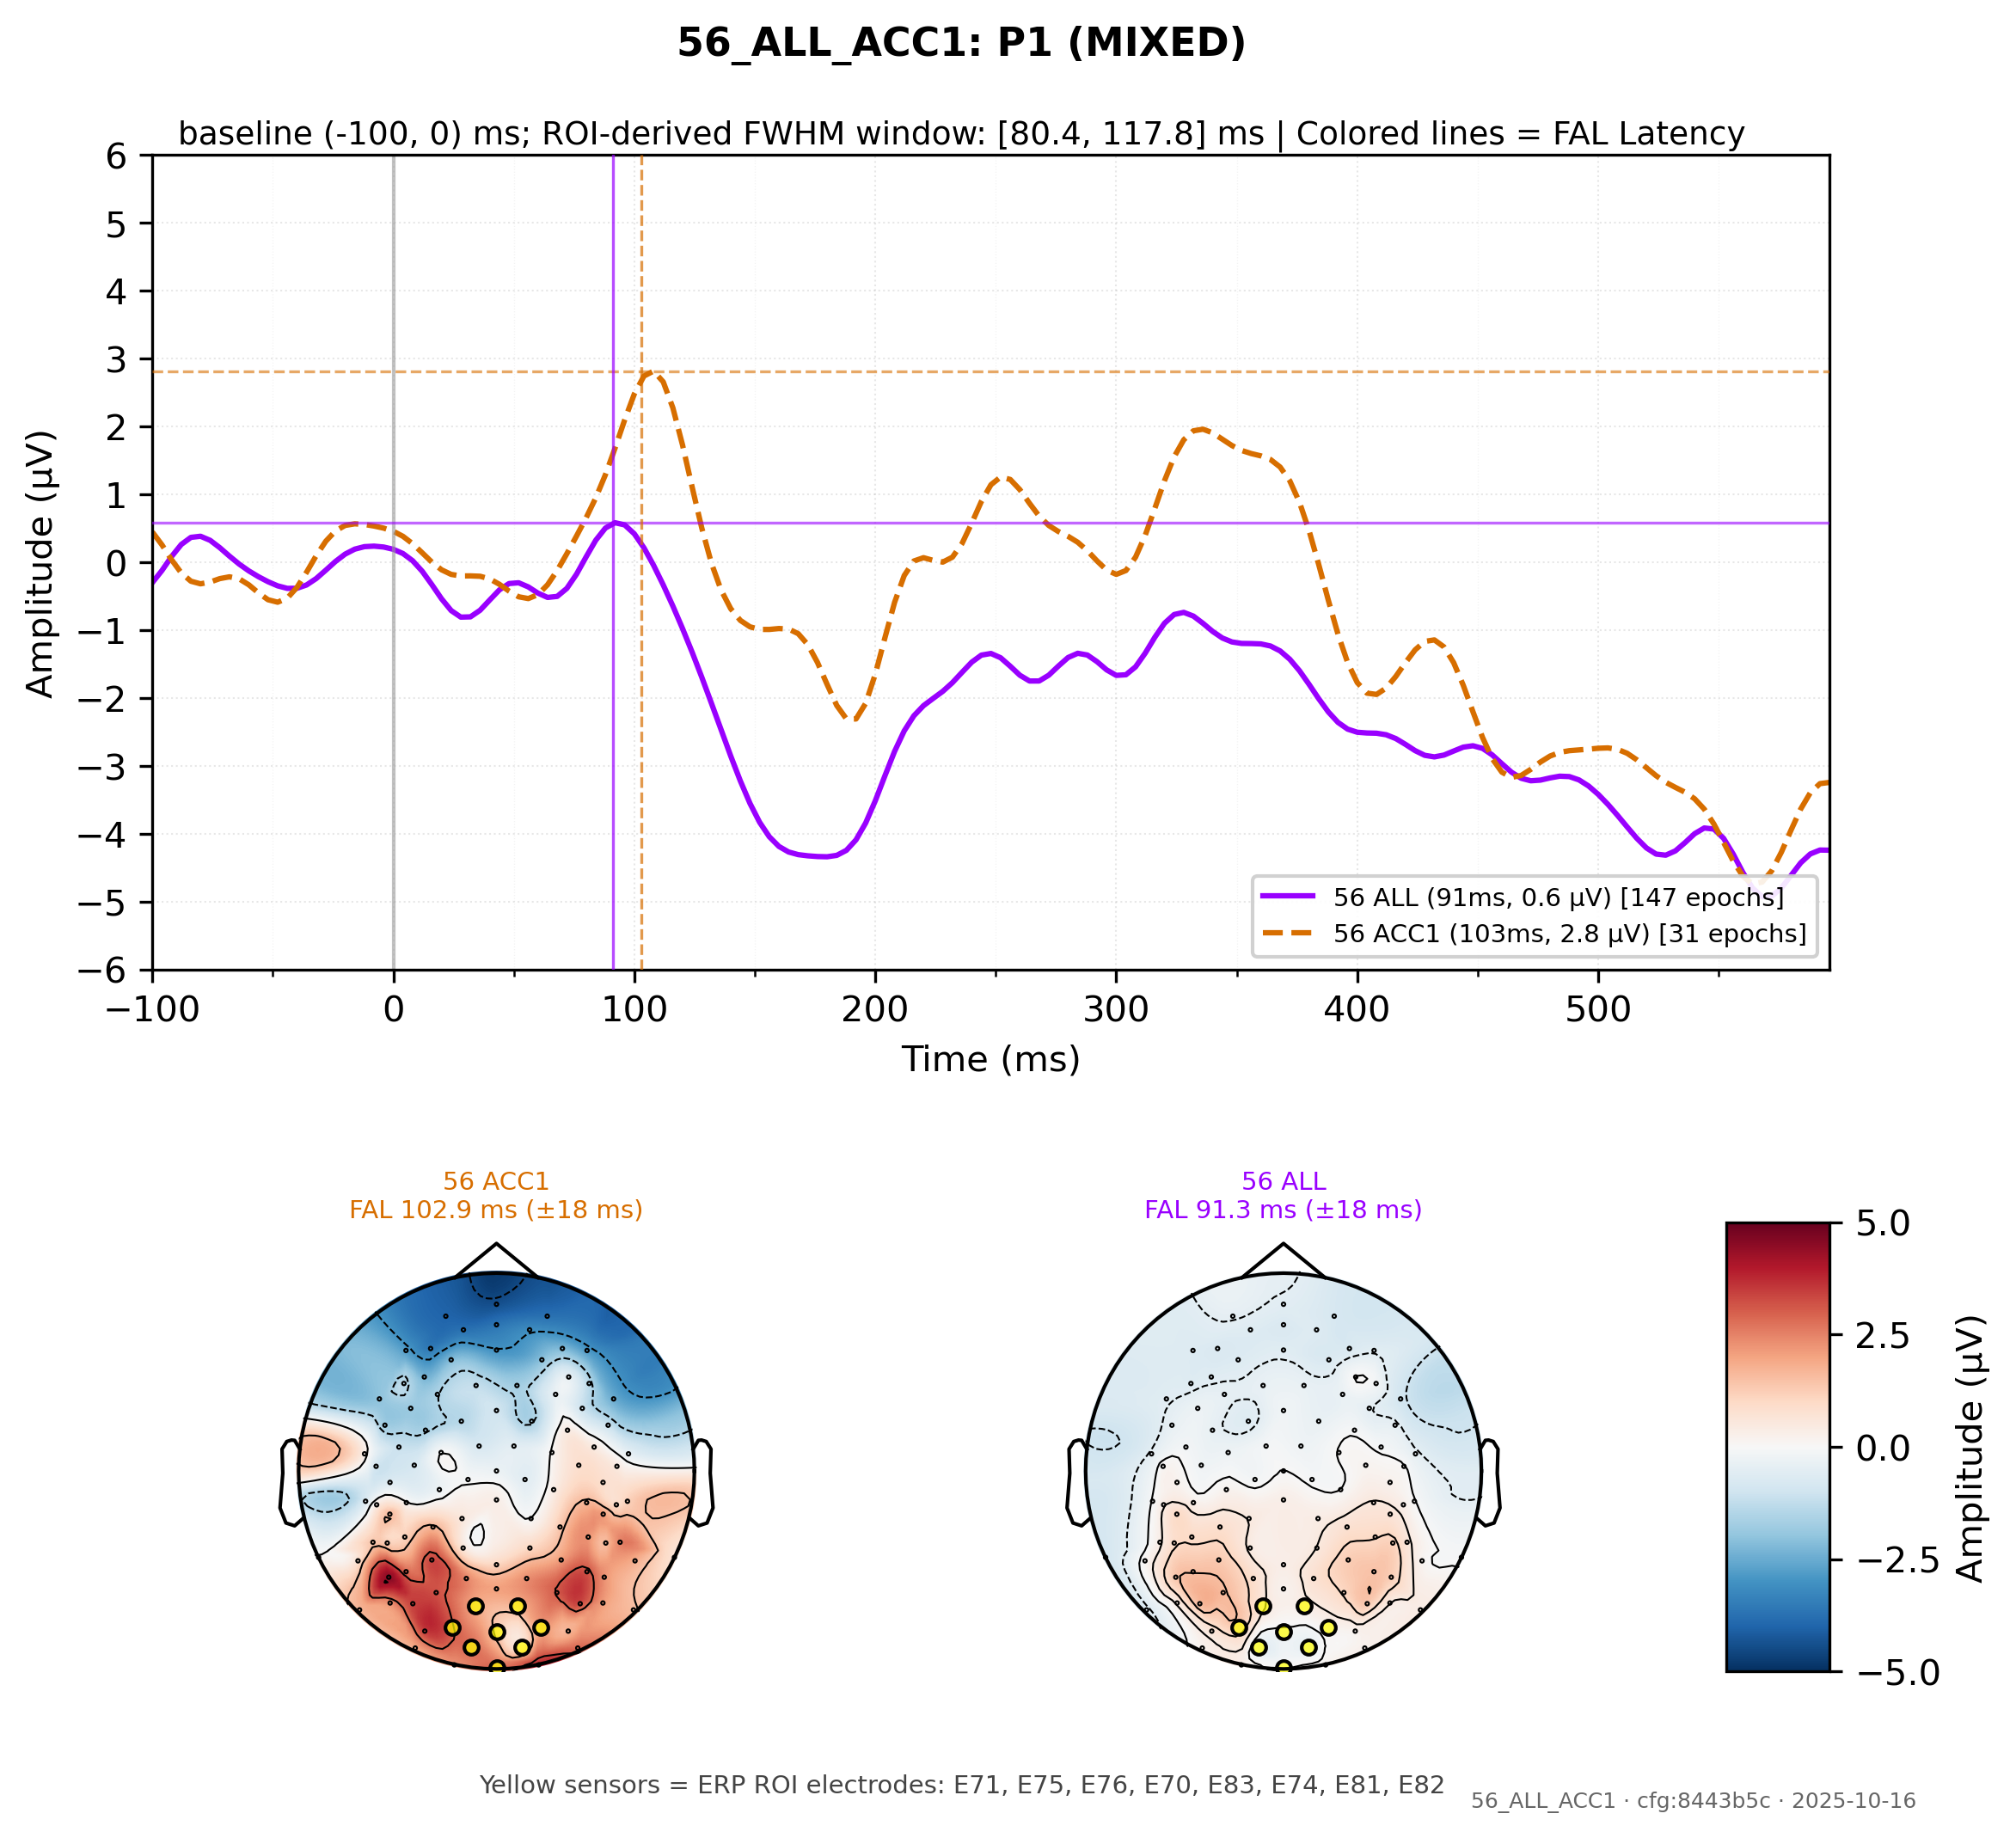 56_ALL_ACC1: P1 (MIXED)
baseline (-100, 0) ms; ROI-derived FWHM window: [80.4, 117.8] ms | Colored lines = FAL Latency
6
5
4
3
2
1
0
−1
−2
−3
−4
−5
−6
Amplitude (µV)
−100
0
100
200
300
400
500
Time (ms)
56 ALL (91ms, 0.6 µV) [147 epochs]
56 ACC1 (103ms, 2.8 µV) [31 epochs]
56 ACC1
FAL 102.9 ms (±18 ms)
56 ALL
FAL 91.3 ms (±18 ms)
5.0
2.5
0.0
−2.5
−5.0
Amplitude (µV)
Yellow sensors = ERP ROI electrodes: E71, E75, E76, E70, E83, E74, E81, E82
56_ALL_ACC1 · cfg:8443b5c · 2025-10-16